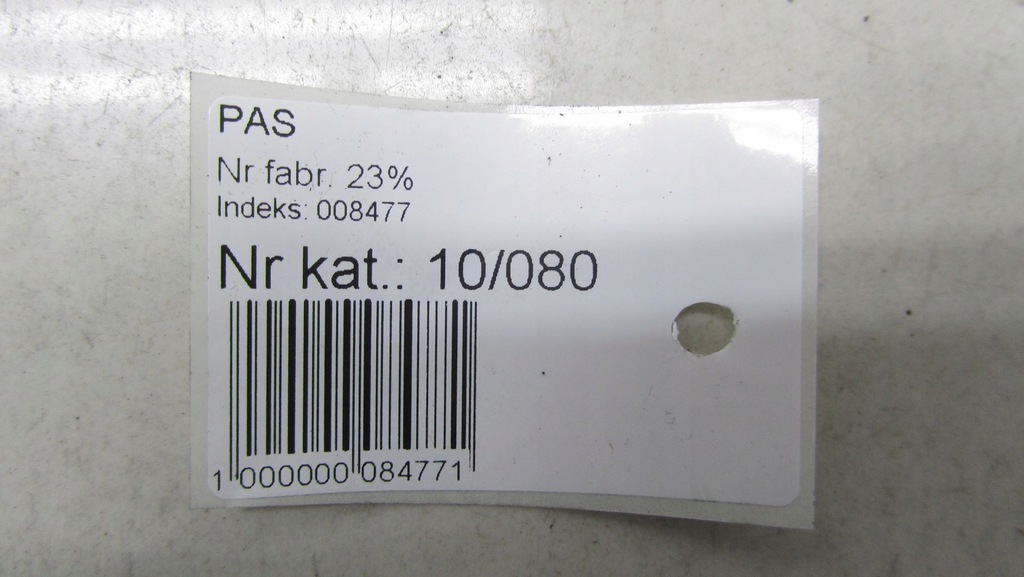 PAS
Nr fabr. 23%
Indeks: 008477
Nr kat.: 10/080
1 000000 084771